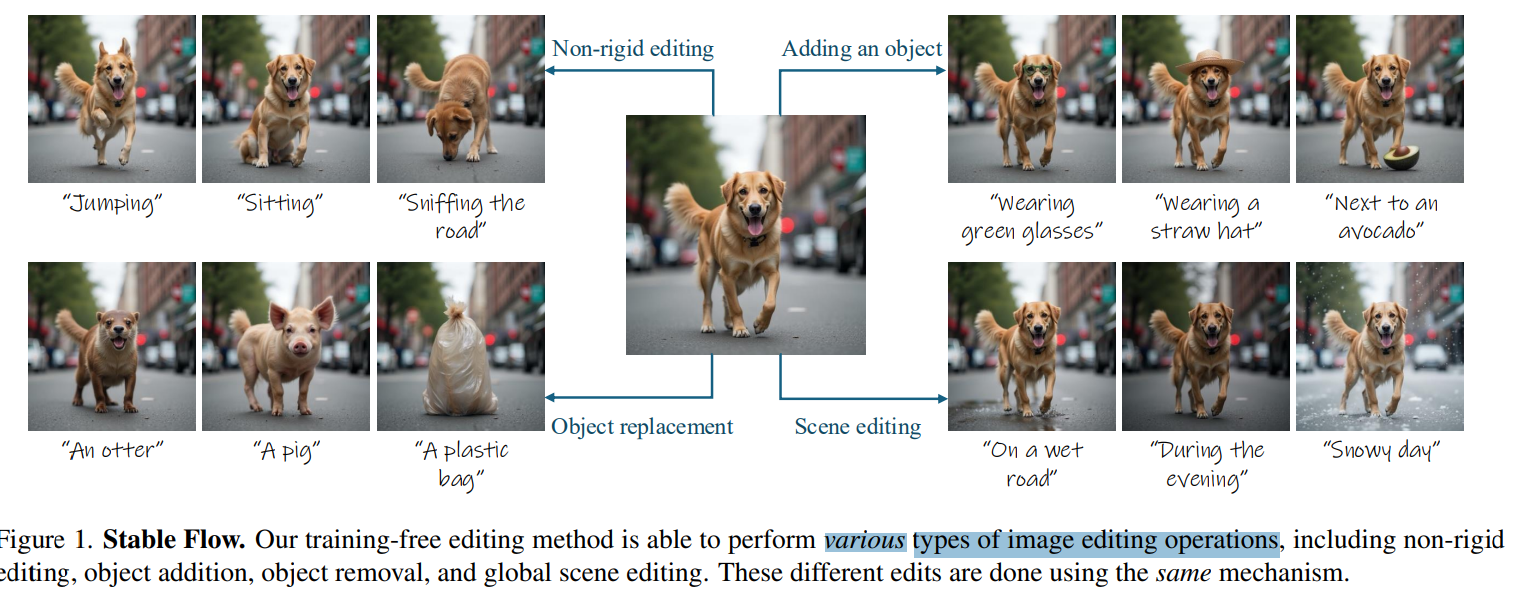 Non-rigid editing
Adding an object
"Jumping"
"Sitting"
"Sniffing the
road"
"Wearing
green glasses"
"Wearing a
straw hat"
"Next to an
avocado"
Object replacement
Scene editing
"An otter"
"A pig"
"A plastic
bag"
"On a wet
road"
"During the
evening"
"Snowy day"
Figure 1. Stable Flow. Our training-free editing method is able to perform various types of image editing operations, including non-rigid
editing, object addition, object removal, and global scene editing. These different edits are done using the same mechanism.